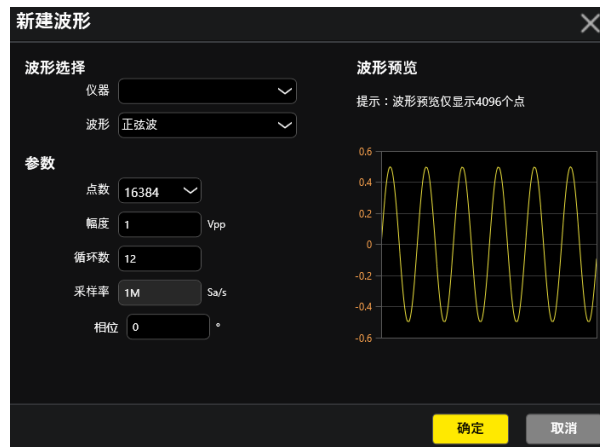 新建波形
波形选择
仪器
波形 正弦波
参数
点数 16384
幅度 1 Vpp
循环数 12
采样率 1M Sa/s
相位 0 °
波形预览
提示：波形预览仅显示4096个点
0.6
0.4
0.2
0
-0.2
-0.4
-0.6
确定 取消